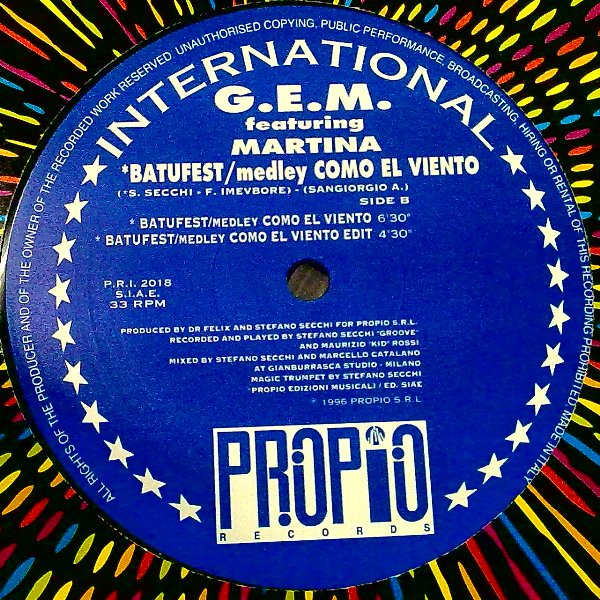 ALL RIGHTS OF THE PRODUCER AND OF THE OWNER OF THE RECORDED WORK RESERVED UNAUTHORISED COPYING, PUBLIC PERFORMANCE, BROADCASTING, HIRING OR RENTAL OF THIS RECORDING PROHIBITED MADE IN ITALY
INTERNATIONAL
G.E.M.
featuring
MARTINA
*BATUFEST/medley COMO EL VIENTO
(*S. SECCHI - F. IMEVBORE) - (SANGIORGIO A.)
SIDE B
* BATUFEST/MEDLEY COMO EL VIENTO 6'30"
* BATUFEST/MEDLEY COMO EL VIENTO EDIT 4'30"
P.R.I. 2018
S.I.A.E.
33 RPM
PRODUCED BY DR FELIX AND STEFANO SECCHI FOR PROPIO S.R.L.
RECORDED AND PLAYED BY STEFANO SECCHI "GROOVE"
AND MAURIZIO "KID" ROSSI
MIXED BY STEFANO SECCHI AND MARCELLO CATALANO
AT GIANBURRASCA STUDIO - MILANO
MAGIC TRUMPET BY STEFANO SECCHI
*PROPIO EDIZIONI MUSICALI / ED. SIAE
℗ 1996 PROPIO S.R.L
PROPIO
RECORDS